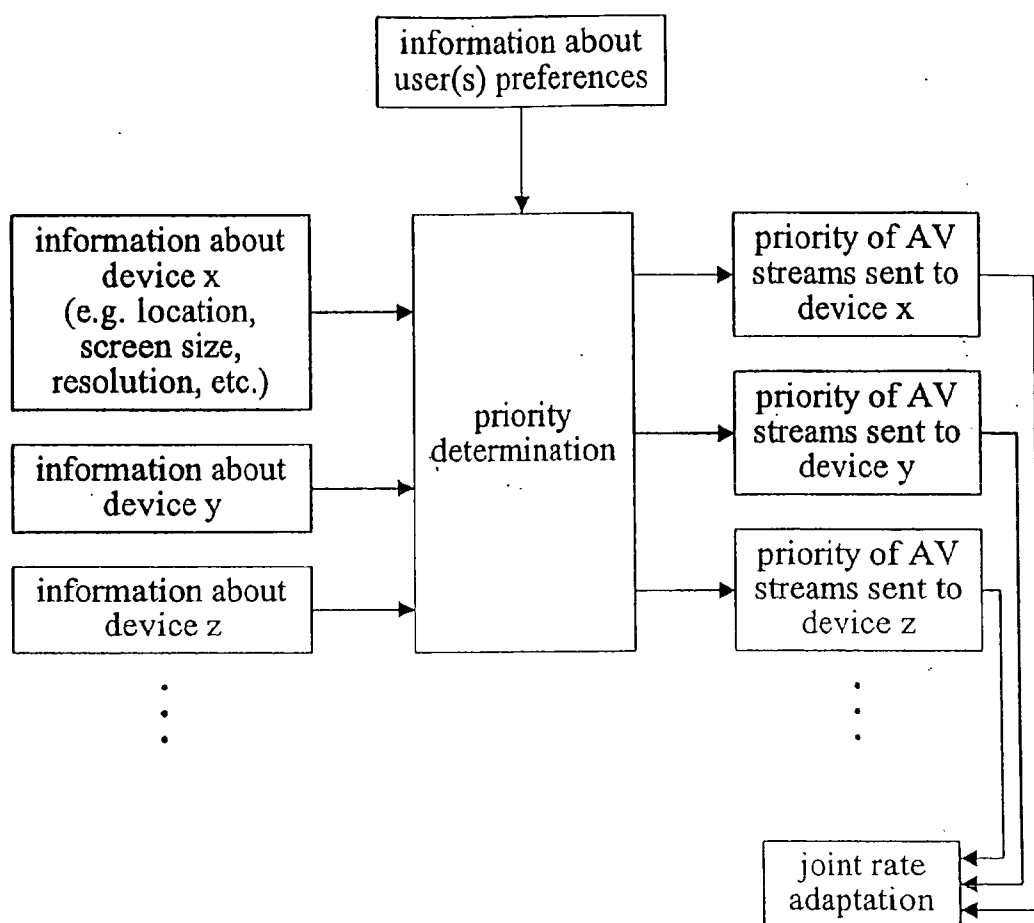 information about
user(s) preferences
information about
device x
(e.g. location,
screen size,
resolution, etc.)
information about
device y
information about
device z
priority
determination
priority of AV
streams sent to
device x
priority of AV
streams sent to
device y
priority of AV
streams sent to
device z
joint rate
adaptation